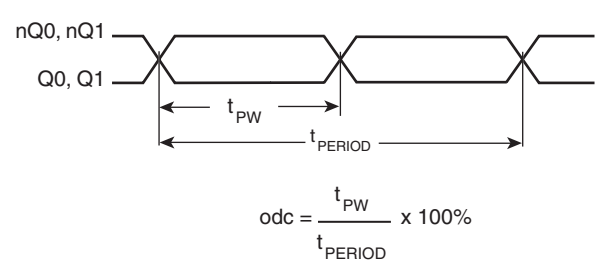 nQ0, nQ1
Q0, Q1
tPW
tPERIOD
odc = tPW / tPERIOD x 100%